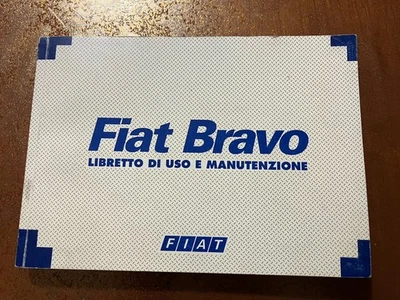 Fiat Bravo
LIBRETTO DI USO E MANUTENZIONE
FIAT